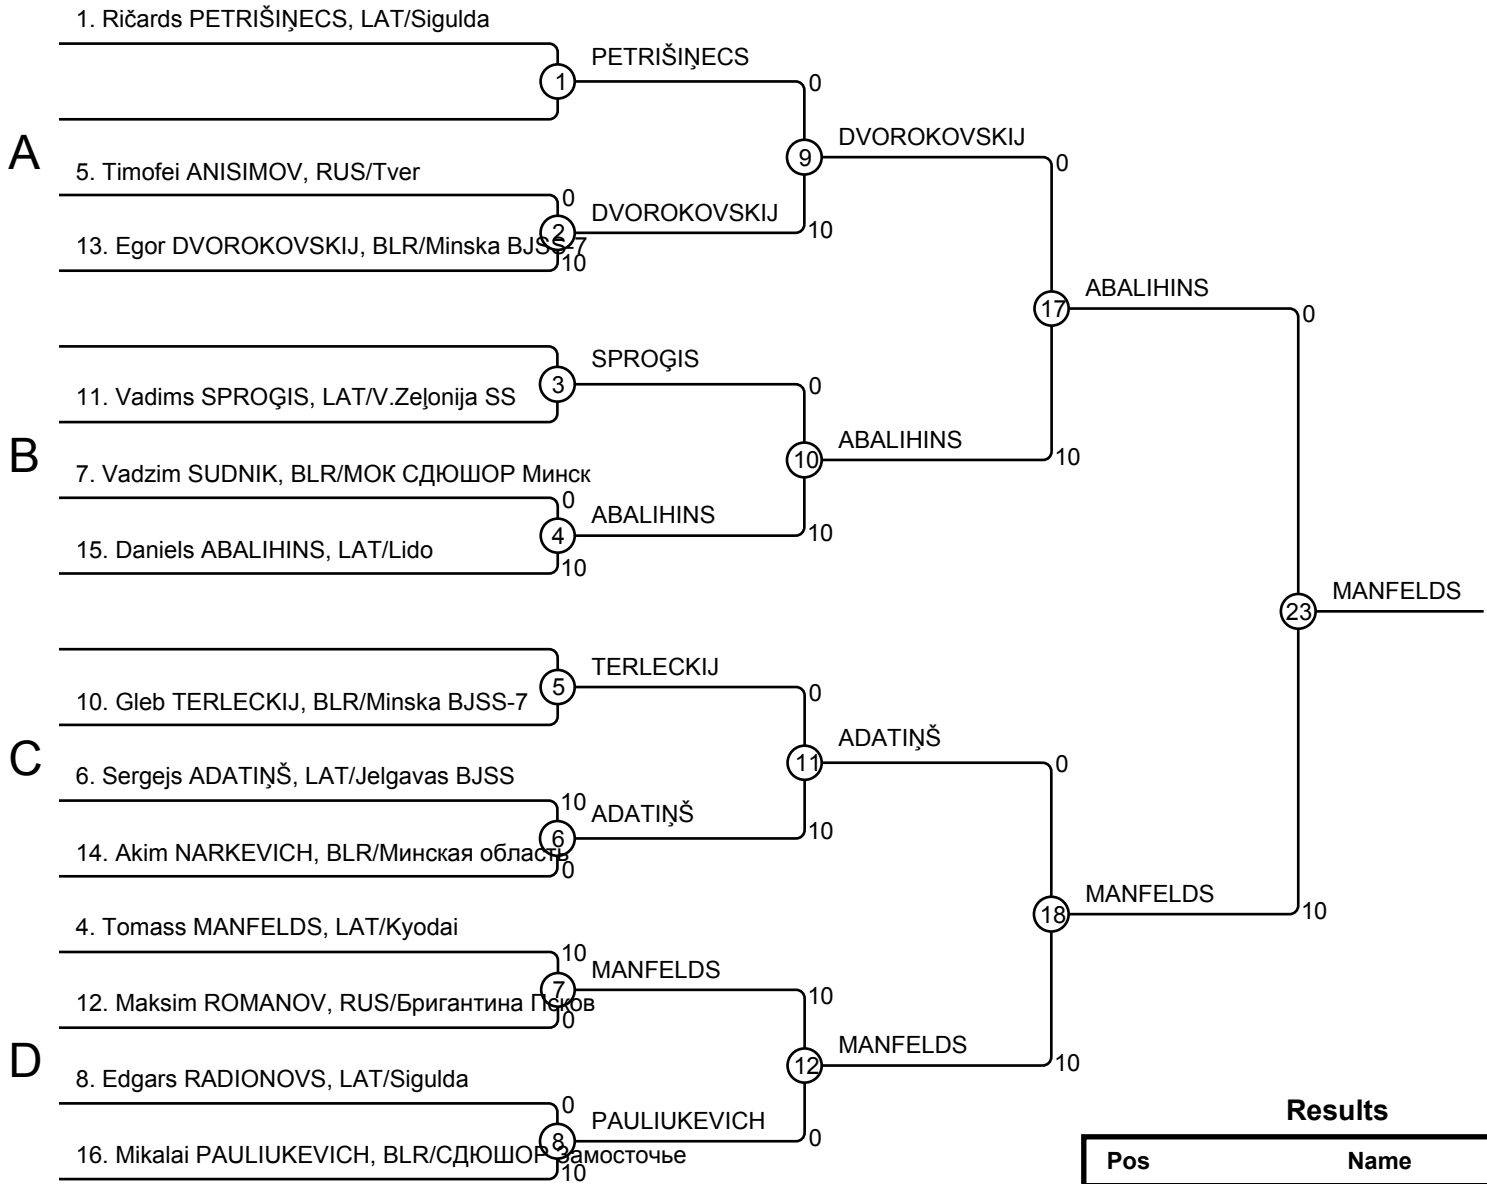 1. Ričards PETRIŠIŅECS, LAT/Sigulda
PETRIŠIŅECS
1
0
A
DVOROKOVSKIJ
9
0
5. Timofei ANISIMOV, RUS/Tver
0
DVOROKOVSKIJ
2
10
13. Egor DVOROKOVSKIJ, BLR/Minska BJSS-7
10
ABALIHINS
17
0
SPROĢIS
3
0
11. Vadims SPROĢIS, LAT/V.Zeļonija SS
B
ABALIHINS
10
10
7. Vadzim SUDNIK, BLR/МОК СДЮШОР Минск
0
ABALIHINS
4
10
15. Daniels ABALIHINS, LAT/Lido
10
MANFELDS
23
TERLECKIJ
5
0
10. Gleb TERLECKIJ, BLR/Minska BJSS-7
C
ADATIŅŠ
11
0
6. Sergejs ADATIŅŠ, LAT/Jelgavas BJSS
10
ADATIŅŠ
6
10
14. Akim NARKEVICH, BLR/Минская область
0
MANFELDS
18
10
4. Tomass MANFELDS, LAT/Kyodai
10
MANFELDS
7
10
12. Maksim ROMANOV, RUS/Бригантина Псков
0
D
MANFELDS
12
10
8. Edgars RADIONOVS, LAT/Sigulda
0
PAULIUKEVICH
8
0
16. Mikalai PAULIUKEVICH, BLR/СДЮШОР Замосточье
10
Results
Pos Name